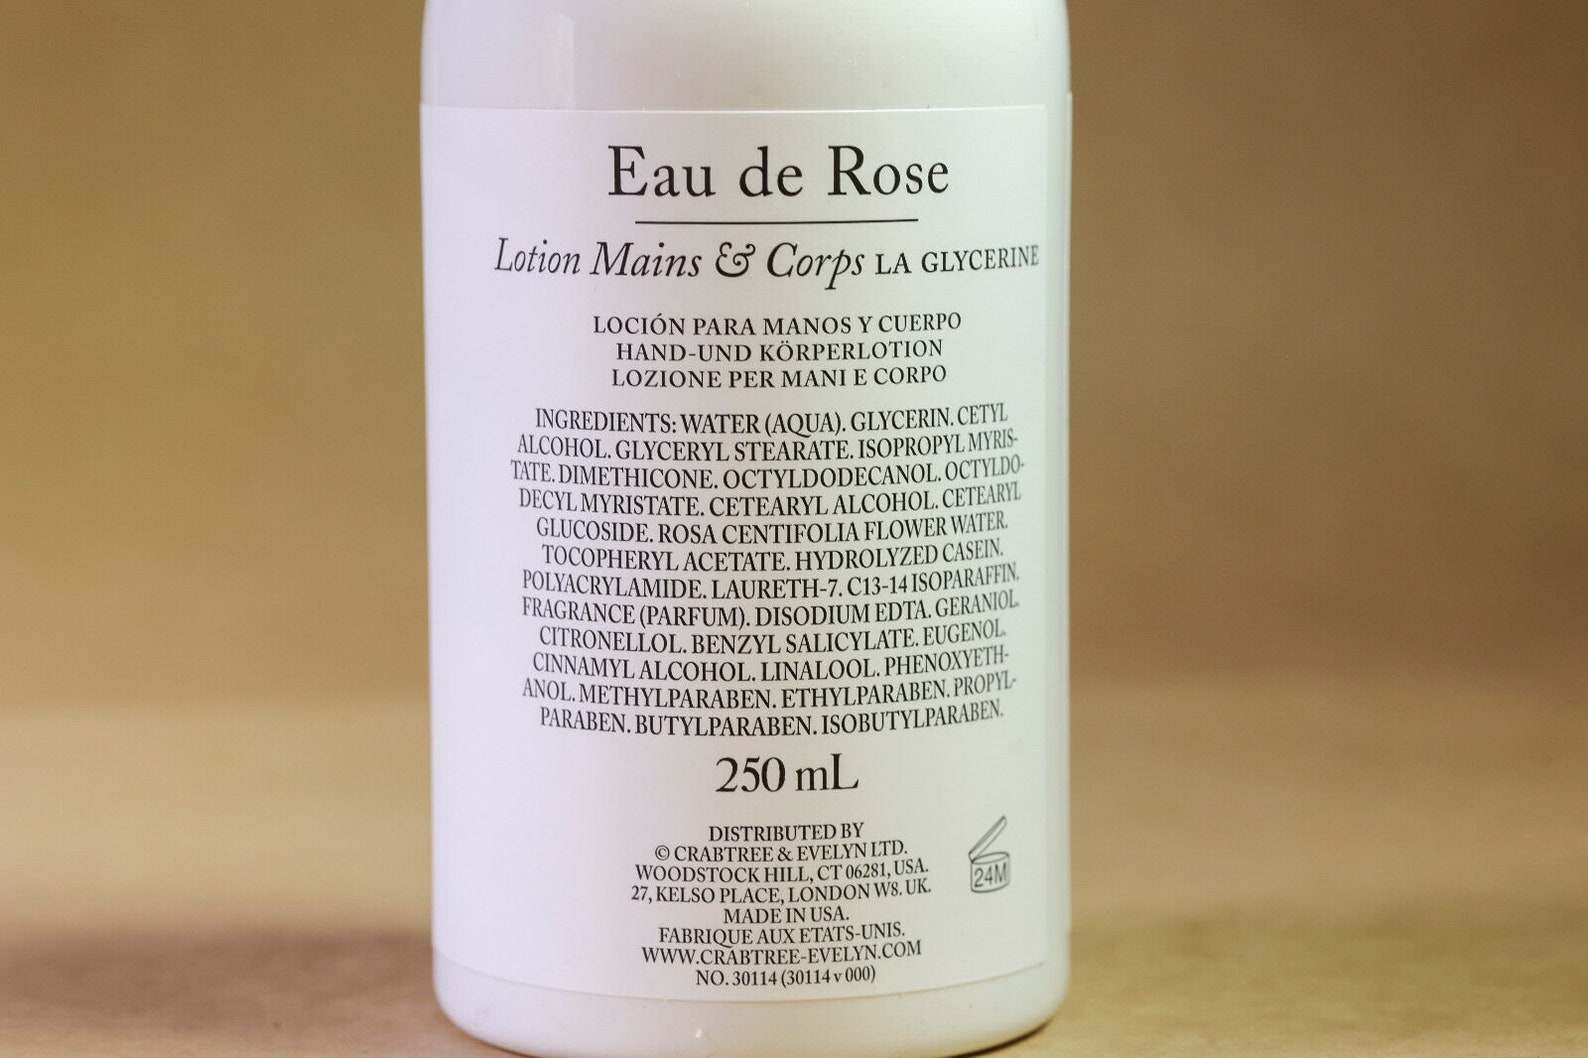 Eau de Rose
Lotion Mains & Corps LA GLYCERINE
LOCIÓN PARA MANOS Y CUERPO
HAND-UND KÖRPERLOTION
LOZIONE PER MANI E CORPO
INGREDIENTS: WATER (AQUA). GLYCERIN. CETYL
ALCOHOL. GLYCERYL STEARATE. ISOPROPYL MYRIS-
TATE. DIMETHICONE. OCTYLDODECANOL. OCTYLDO-
DECYL MYRISTATE. CETEARYL ALCOHOL. CETEARYL
GLUCOSIDE. ROSA CENTIFOLIA FLOWER WATER.
TOCOPHERYL ACETATE. HYDROLYZED CASEIN.
POLYACRYLAMIDE. LAURETH-7. C13-14 ISOPARAFFIN.
FRAGRANCE (PARFUM). DISODIUM EDTA. GERANIOL.
CITRONELLOL. BENZYL SALICYLATE. EUGENOL.
CINNAMYL ALCOHOL. LINALOOL. PHENOXYETH-
ANOL. METHYLPARABEN. ETHYLPARABEN. PROPYL-
PARABEN. BUTYLPARABEN. ISOBUTYLPARABEN.
250 mL
DISTRIBUTED BY
© CRABTREE & EVELYN LTD.
WOODSTOCK HILL, CT 06281, USA.
27, KELSO PLACE, LONDON W8. UK.
MADE IN USA.
FABRIQUE AUX ETATS-UNIS.
WWW.CRABTREE-EVELYN.COM
NO. 30114 (30114 v 000)
24M